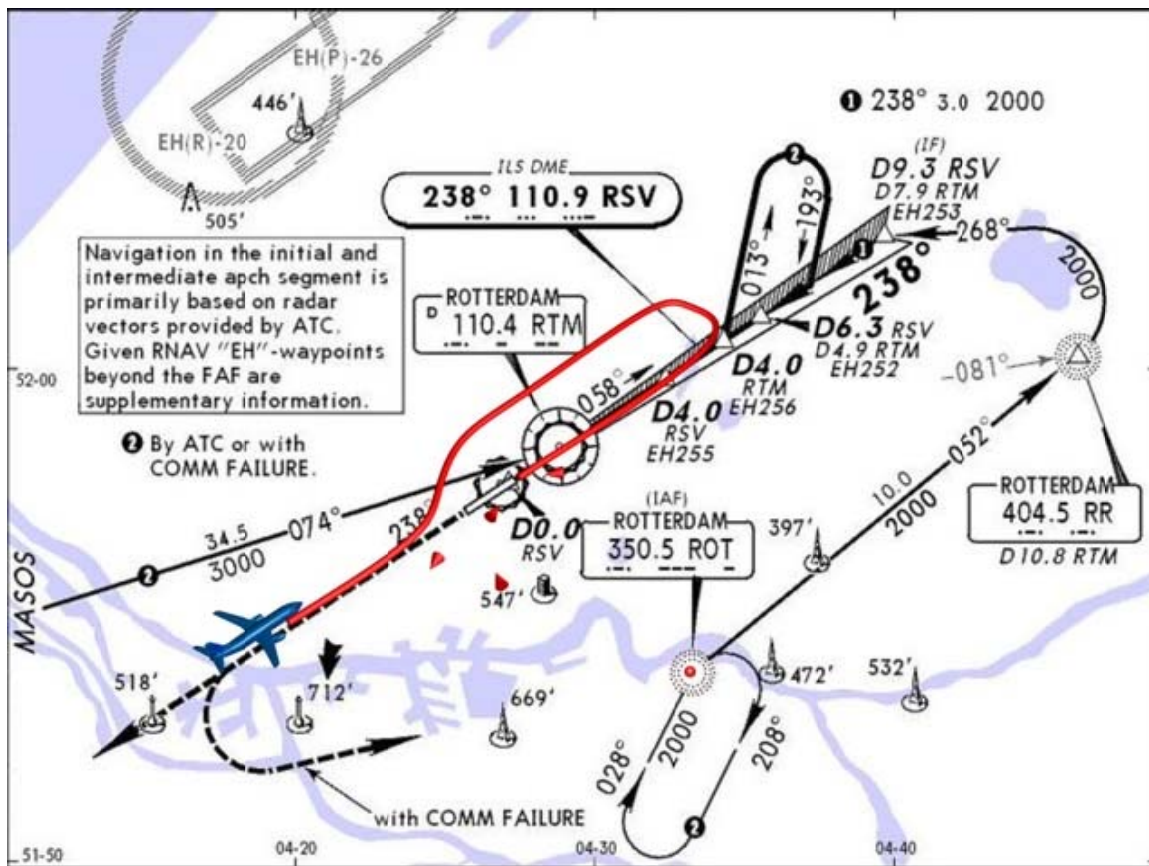 EH(P)-26
446'
EH(R)-20
505'
❶ 238° 3.0 2000
(IF)
D9.3 RSV
D7.9 RTM
EH253
ILS DME
238° 110.9 RSV
❷
193°
013°
❶
268°
2000
238°
Navigation in the initial and
intermediate apch segment is
primarily based on radar
vectors provided by ATC.
Given RNAV "EH"-waypoints
beyond the FAF are
supplementary information.
❷ By ATC or with
COMM FAILURE.
ROTTERDAM
D 110.4 RTM
52-00
058°
D6.3 RSV
D4.9 RTM
EH252
D4.0
RTM
EH256
D4.0
RSV
EH255
081°
052°
10.0
2000
ROTTERDAM
404.5 RR
D10.8 RTM
(IAF)
ROTTERDAM
350.5 ROT
397'
238°
D0.0
RSV
34.5
074°
3000
❷
MASOS
547'
518'
712'
669'
472'
532'
028°
2000
208°
❷
with COMM FAILURE
51-50
04-20
04-30
04-40